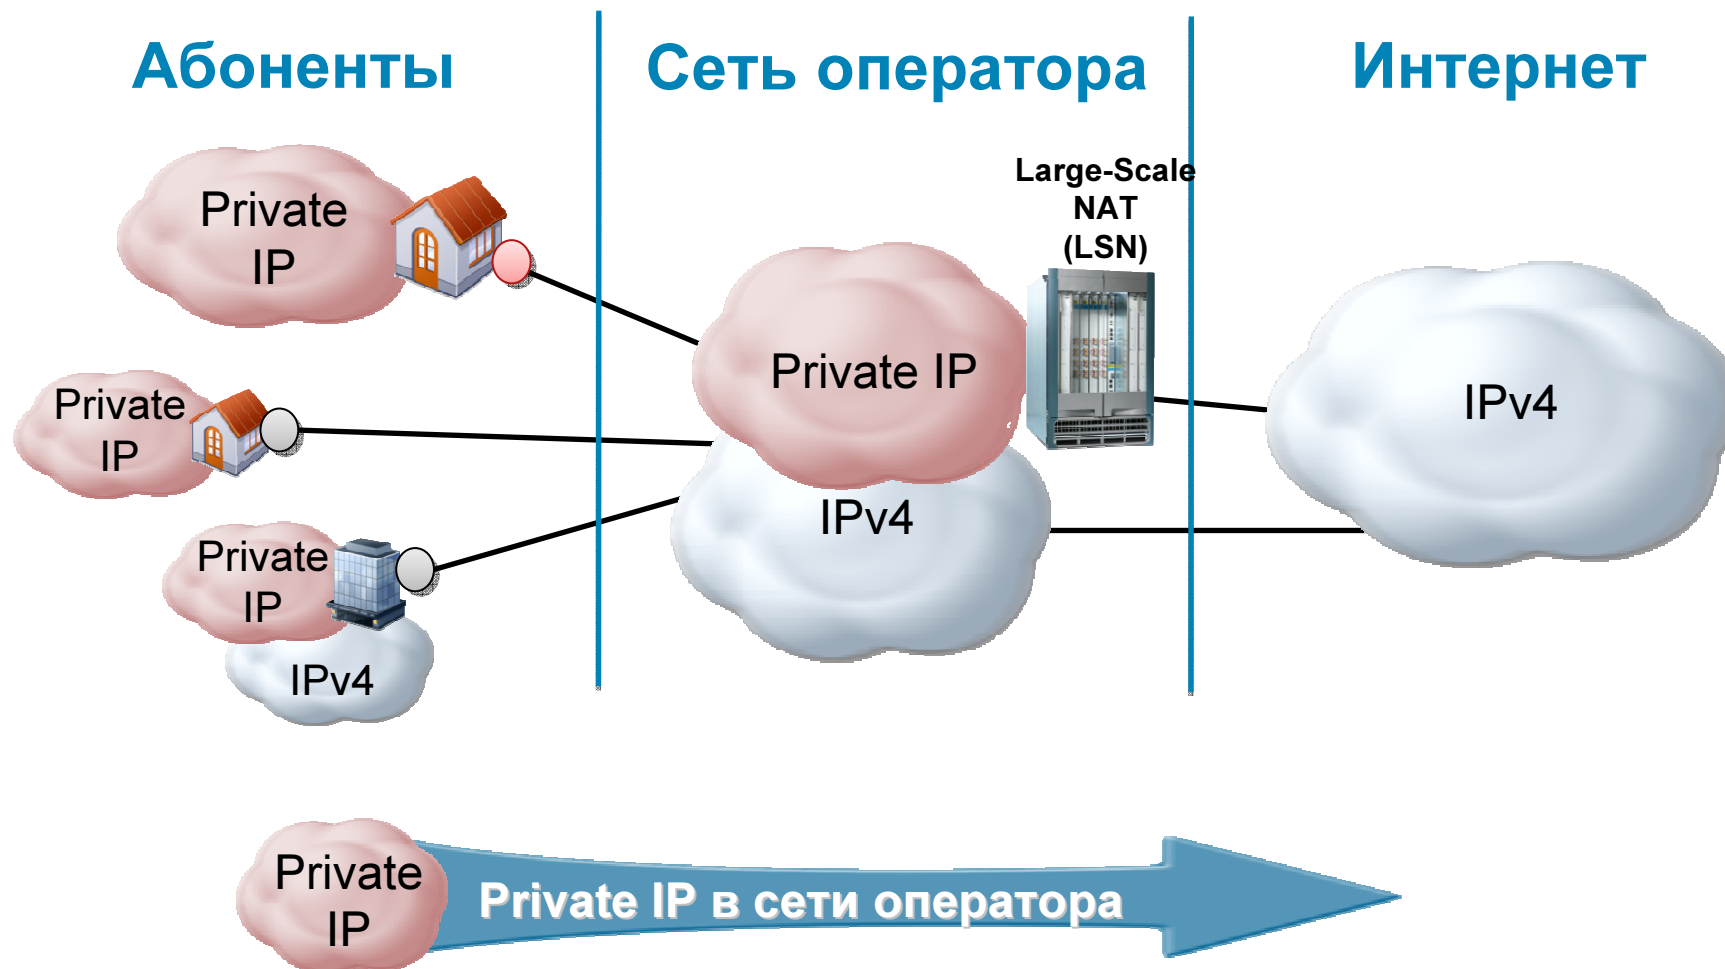 Абоненты
Сеть оператора
Интернет
Private
IP
Large-Scale
NAT
(LSN)
Private IP
IPv4
Private
IP
IPv4
Private
IP
IPv4
Private
IP
Private IP в сети оператора